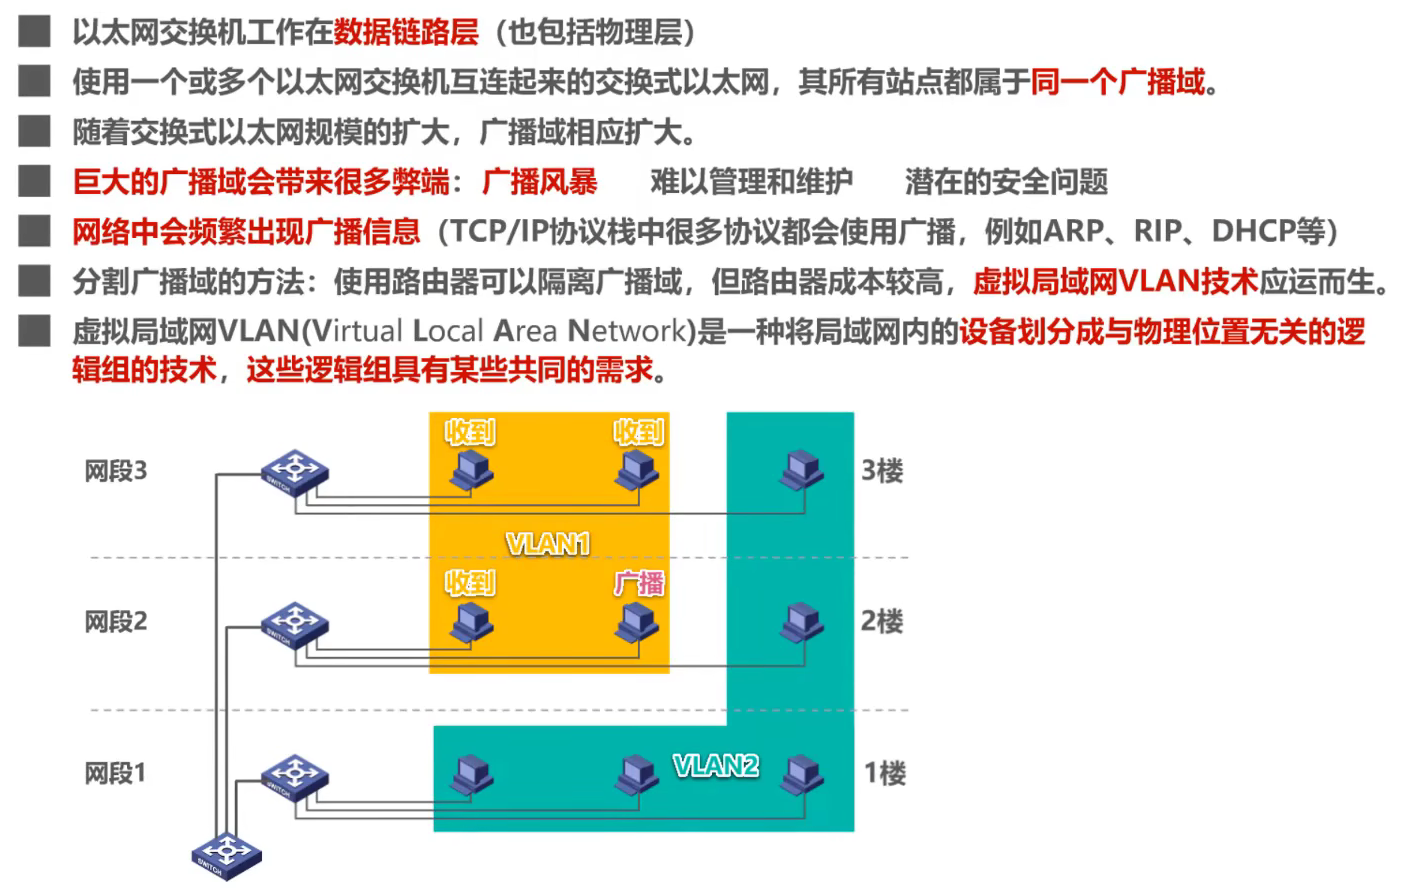 以太网交换机工作在数据链路层（也包括物理层）
使用一个或多个以太网交换机互连起来的交换式以太网，其所有站点都属于同一个广播域。
随着交换式以太网规模的扩大，广播域相应扩大。
巨大的广播域会带来很多弊端：广播风暴 难以管理和维护 潜在的安全问题
网络中会频繁出现广播信息（TCP/IP协议栈中很多协议都会使用广播，例如ARP、RIP、DHCP等）
分割广播域的方法：使用路由器可以隔离广播域，但路由器成本较高，虚拟局域网VLAN技术应运而生。
虚拟局域网VLAN(Virtual Local Area Network)是一种将局域网内的设备划分成与物理位置无关的逻
辑组的技术，这些逻辑组具有某些共同的需求。
收到 收到
网段3 SWITCH 3楼
VLAN1
收到 广播
网段2 SWITCH 2楼
网段1 SWITCH VLAN2 1楼
SWITCH